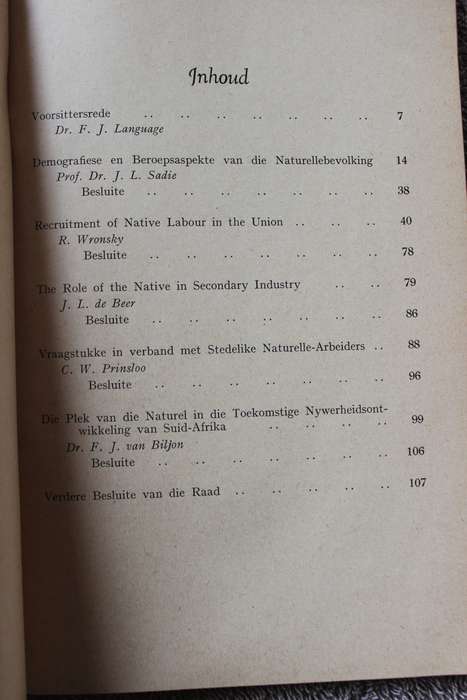 Inhoud
Voorsittersrede .. .. .. .. .. .. .. 7
Dr. F. J. Language
Demografiese en Beroepsaspekte van die Naturellebevolking 14
Prof. Dr. J. L. Sadie
Besluite .. .. .. .. .. .. .. 38
Recruitment of Native Labour in the Union .. .. .. 40
R. Wronsky
Besluite .. .. .. .. .. .. .. 78
The Role of the Native in Secondary Industry .. .. 79
J. L. de Beer
Besluite .. .. .. .. .. .. .. 86
Vraagstukke in verband met Stedelike Naturelle-Arbeiders .. 88
C. W. Prinsloo
Besluite .. .. .. .. .. .. .. 96
Die Plek van die Naturel in die Toekomstige Nywerheidsont-
wikkeling van Suid-Afrika .. .. .. .. 99
Dr. F. J. van Biljon
Besluite .. .. .. .. .. .. .. 106
Verdere Besluite van die Raad .. .. .. .. .. 107